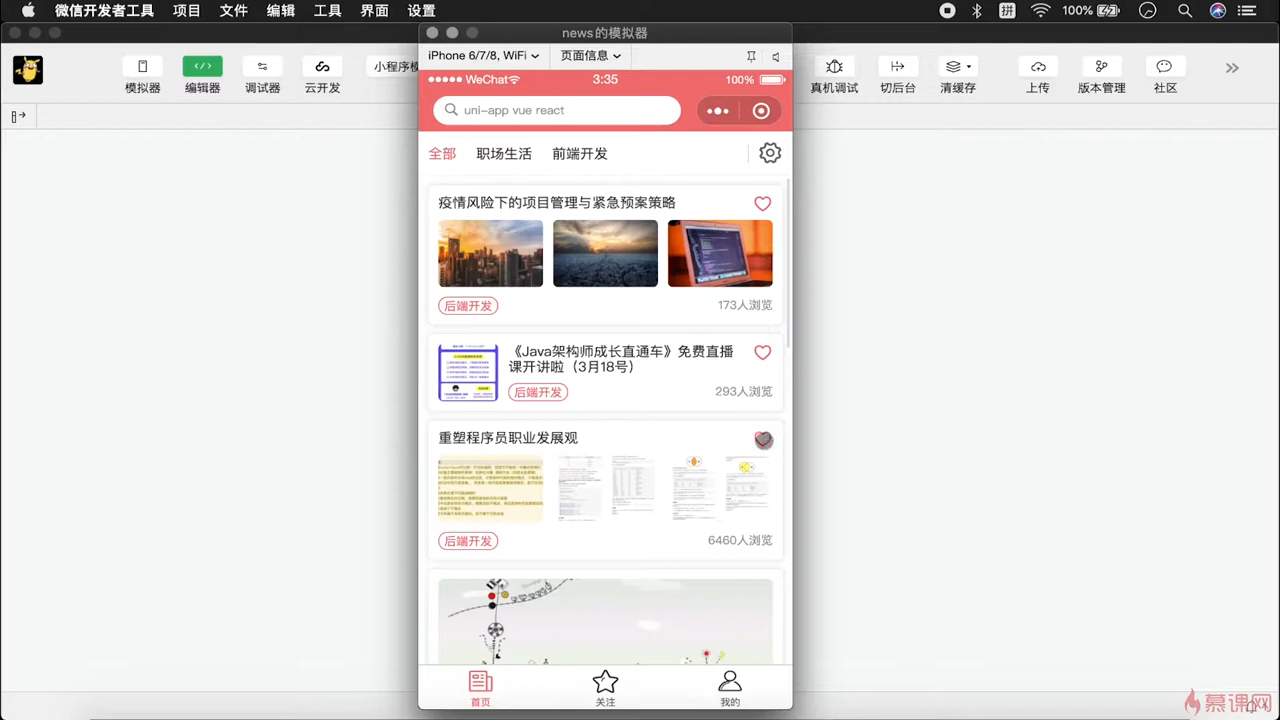 微信开发者工具 项目 文件 编辑 工具 界面 设置
拼 100%
news的模拟器
iPhone 6/7/8, WiFi 页面信息
模拟器 编辑器 调试器 云开发 小程序模
真机调试 切后台 清缓存 上传 版本管理 社区
WeChat 3:35 100%
uni-app vue react
全部 职场生活 前端开发
疫情风险下的项目管理与紧急预案策略
后端开发 173人浏览
《Java架构师成长直通车》免费直播
课开讲啦（3月18号）
后端开发 293人浏览
重塑程序员职业发展观
后端开发 6460人浏览
首页 关注 我的
慕课网